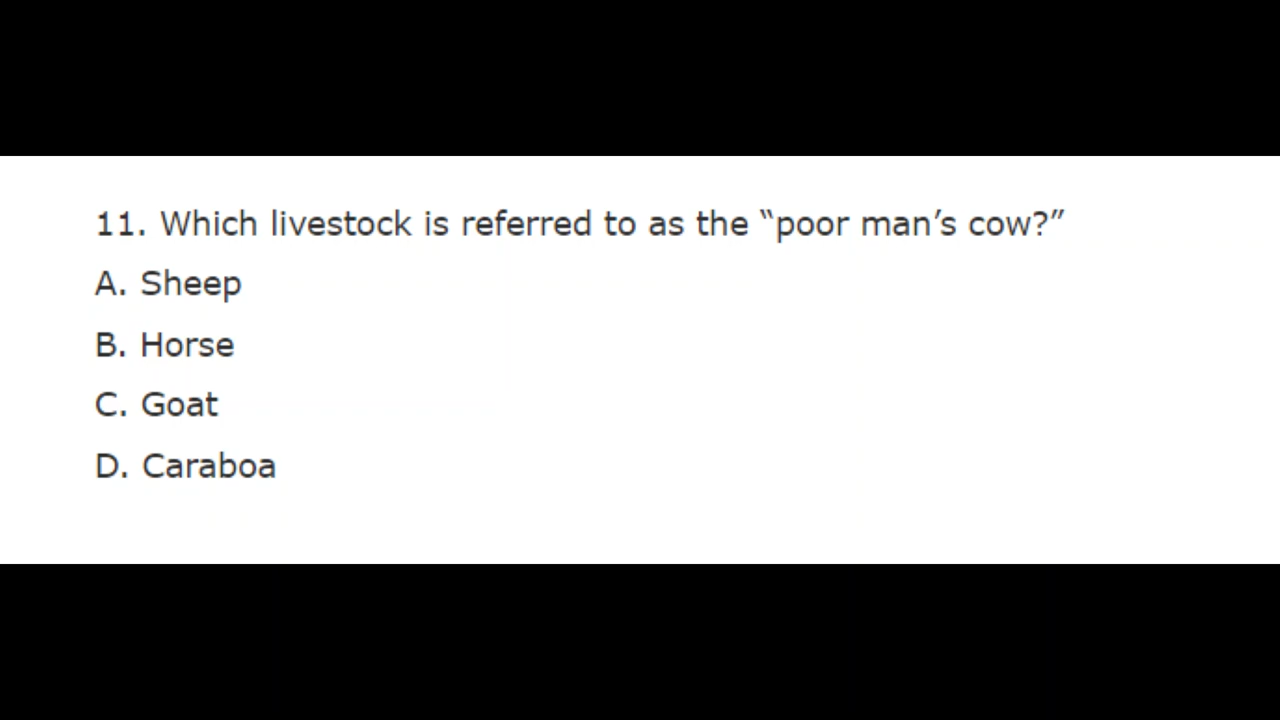 11. Which livestock is referred to as the “poor man’s cow?”
A. Sheep
B. Horse
C. Goat
D. Caraboa